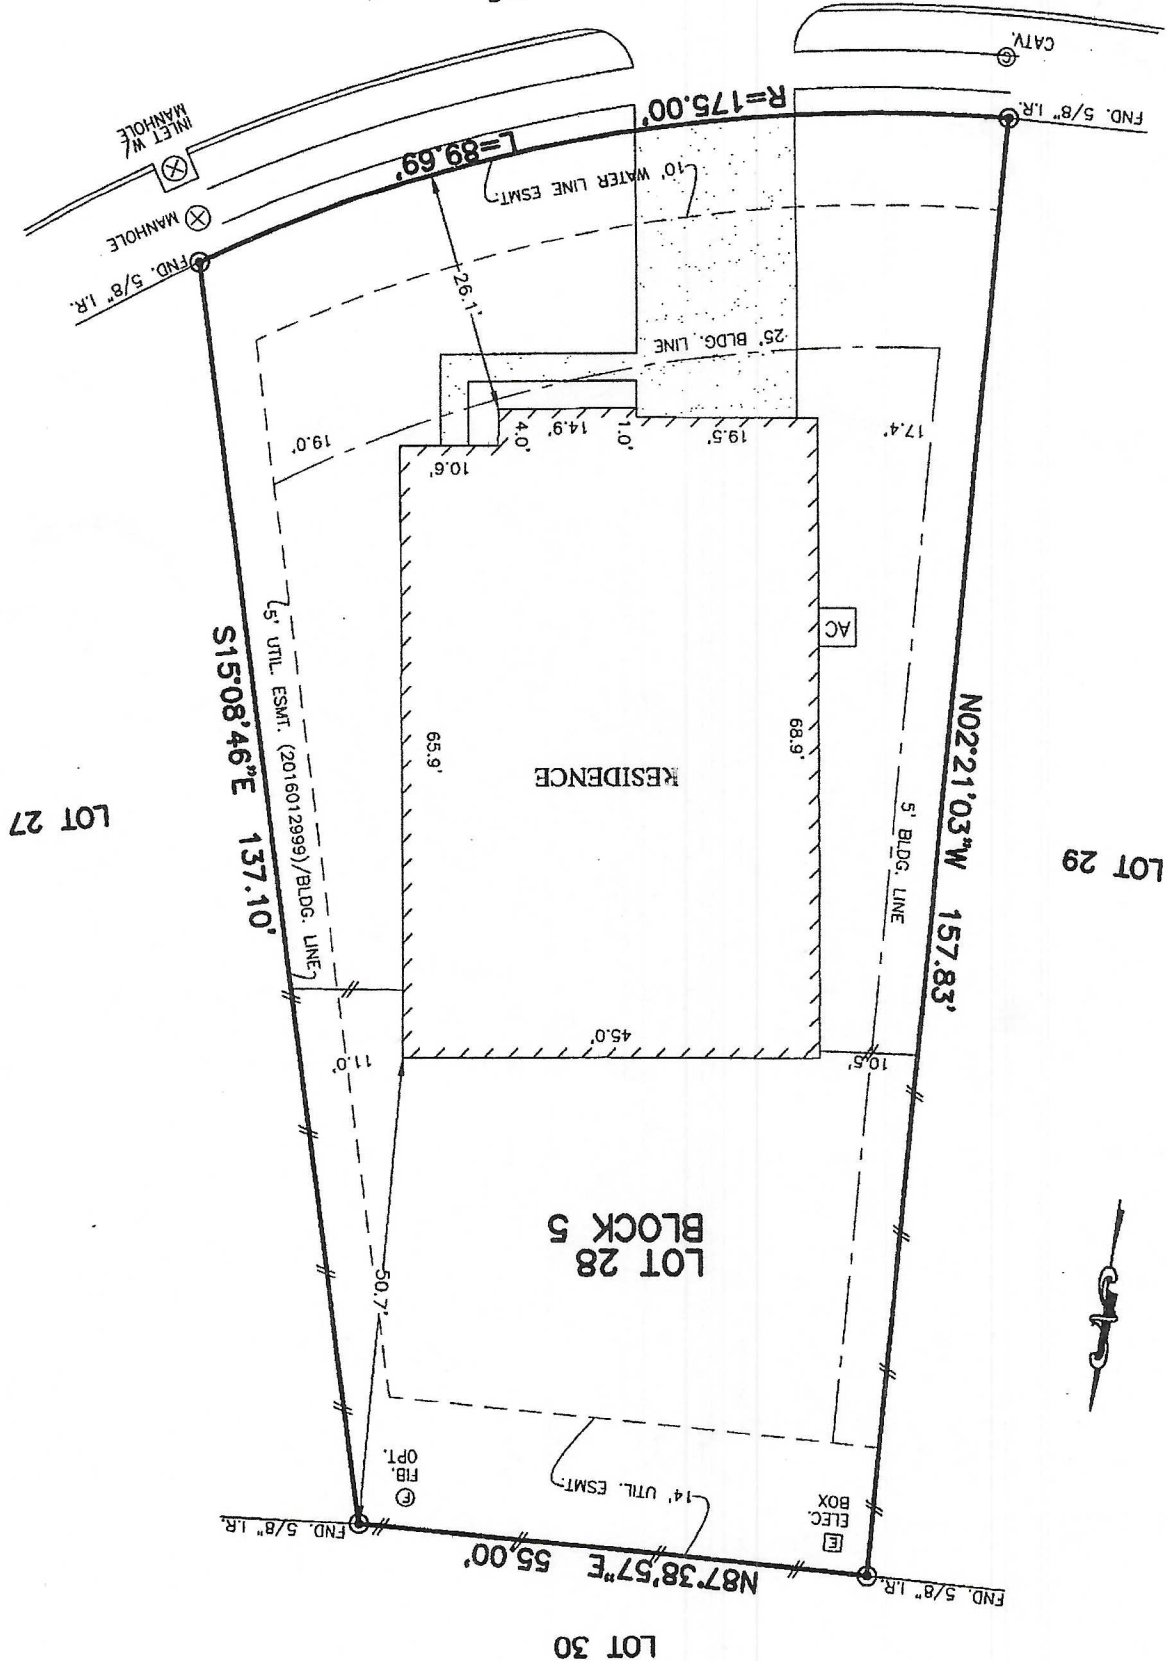 LOT 30
FND. 5/8" I.R.
N87°38'57"E 55.00'
FND. 5/8" I.R.
E
ELEC.
BOX
14' UTIL. ESMT.
F
FIB.
OPT.
50.7'
LOT 28
BLOCK 5
10.5'
45.0'
11.0'
LOT 29
N02°21'03"W 157.83'
5' BLDG. LINE
68.9'
RESIDENCE
65.9'
5' UTIL. ESMT. (2016012999)/BLDG. LINE
S15°08'46"E 137.10'
LOT 27
AC
17.4'
19.5'
1.0'
14.9'
4.0'
10.6'
19.0'
25' BLDG. LINE
26.1'
10' WATER LINE ESMT.
R=175.00'
L=89.69'
FND. 5/8" I.R.
FND. 5/8" I.R.
MANHOLE
INLET W/
MANHOLE
C
CATV.